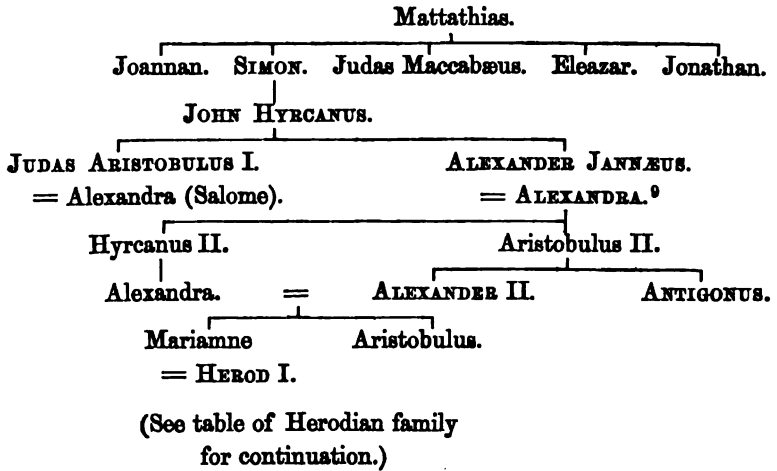 Mattathias.
Joannan. SIMON. Judas Maccabæus. Eleazar. Jonathan.
JOHN HYRCANUS.
JUDAS ARISTOBULUS I. ALEXANDER JANNÆUS.
= Alexandra (Salome). = ALEXANDRA.⁹
Hyrcanus II. Aristobulus II.
Alexandra. = ALEXANDER II. ANTIGONUS.
Mariamne Aristobulus.
= HEROD I.
(See table of Herodian family
for continuation.)